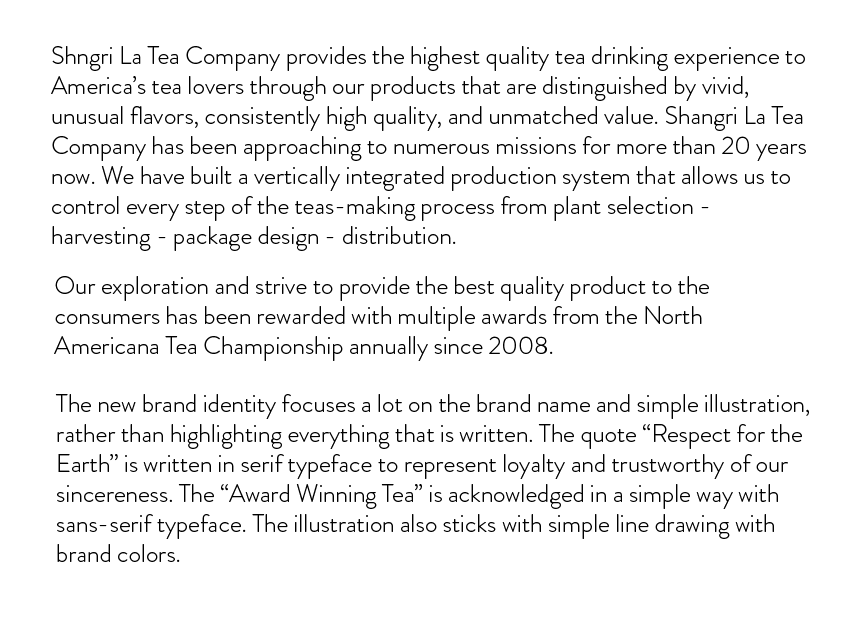 Shngri La Tea Company provides the highest quality tea drinking experience to
America’s tea lovers through our products that are distinguished by vivid,
unusual flavors, consistently high quality, and unmatched value. Shangri La Tea
Company has been approaching to numerous missions for more than 20 years
now. We have built a vertically integrated production system that allows us to
control every step of the teas-making process from plant selection -
harvesting - package design - distribution.
Our exploration and strive to provide the best quality product to the
consumers has been rewarded with multiple awards from the North
Americana Tea Championship annually since 2008.
The new brand identity focuses a lot on the brand name and simple illustration,
rather than highlighting everything that is written. The quote “Respect for the
Earth” is written in serif typeface to represent loyalty and trustworthy of our
sincereness. The “Award Winning Tea” is acknowledged in a simple way with
sans-serif typeface. The illustration also sticks with simple line drawing with
brand colors.